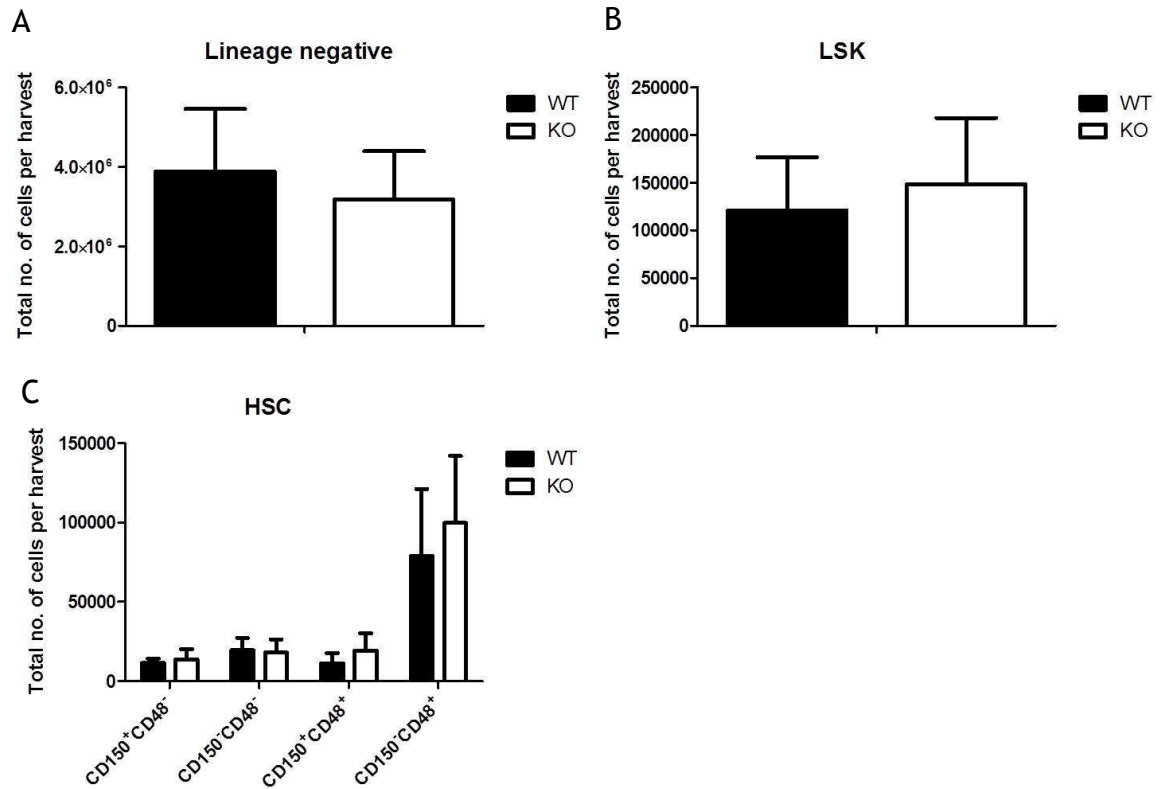 A
Lineage negative
Total no. of cells per harvest
6.0×10⁶
4.0×10⁶
2.0×10⁶
0
WT
KO
B
LSK
Total no. of cells per harvest
250000
200000
150000
100000
50000
0
WT
KO
C
HSC
Total no. of cells per harvest
150000
100000
50000
0
CD150⁺CD48⁻
CD150⁻CD48⁻
CD150⁺CD48⁺
CD150⁻CD48⁺
WT
KO